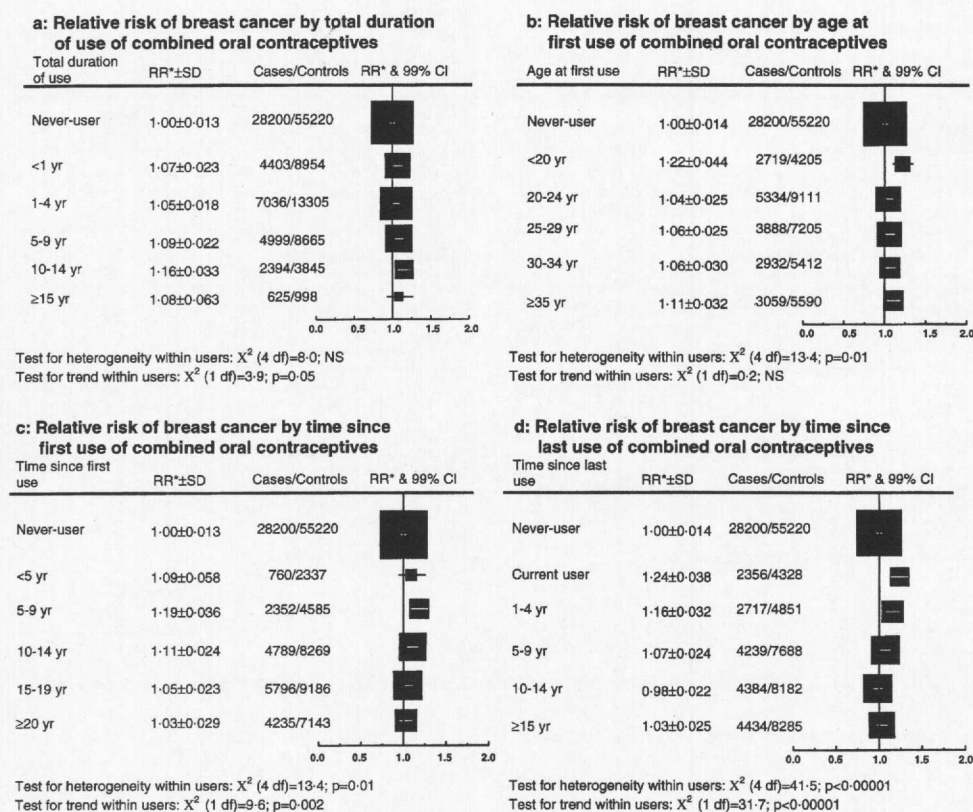 a: Relative risk of breast cancer by total duration
of use of combined oral contraceptives
Total duration
of use RR*±SD Cases/Controls RR* & 99% CI
Never-user 1·00±0·013 28200/55220
<1 yr 1·07±0·023 4403/8954
1-4 yr 1·05±0·018 7036/13305
5-9 yr 1·09±0·022 4999/8665
10-14 yr 1·16±0·033 2394/3845
≥15 yr 1·08±0·063 625/998
0.0 0.5 1.0 1.5 2.0
Test for heterogeneity within users: X² (4 df)=8·0; NS
Test for trend within users: X² (1 df)=3·9; p=0·05
b: Relative risk of breast cancer by age at
first use of combined oral contraceptives
Age at first use RR*±SD Cases/Controls RR* & 99% CI
Never-user 1·00±0·014 28200/55220
<20 yr 1·22±0·044 2719/4205
20-24 yr 1·04±0·025 5334/9111
25-29 yr 1·06±0·025 3888/7205
30-34 yr 1·06±0·030 2932/5412
≥35 yr 1·11±0·032 3059/5590
0.0 0.5 1.0 1.5 2.0
Test for heterogeneity within users: X² (4 df)=13·4; p=0·01
Test for trend within users: X² (1 df)=0·2; NS
c: Relative risk of breast cancer by time since
first use of combined oral contraceptives
Time since first
use RR*±SD Cases/Controls RR* & 99% CI
Never-user 1·00±0·013 28200/55220
<5 yr 1·09±0·058 760/2337
5-9 yr 1·19±0·036 2352/4585
10-14 yr 1·11±0·024 4789/8269
15-19 yr 1·05±0·023 5796/9186
≥20 yr 1·03±0·029 4235/7143
0.0 0.5 1.0 1.5 2.0
Test for heterogeneity within users: X² (4 df)=13·4; p=0·01
Test for trend within users: X² (1 df)=9·6; p=0·002
d: Relative risk of breast cancer by time since
last use of combined oral contraceptives
Time since last
use RR*±SD Cases/Controls RR* & 99% CI
Never-user 1·00±0·014 28200/55220
Current user 1·24±0·038 2356/4328
1-4 yr 1·16±0·032 2717/4851
5-9 yr 1·07±0·024 4239/7688
10-14 yr 0·98±0·022 4384/8182
≥15 yr 1·03±0·025 4434/8285
0.0 0.5 1.0 1.5 2.0
Test for heterogeneity within users: X² (4 df)=41·5; p<0·00001
Test for trend within users: X² (1 df)=31·7; p<0·00001